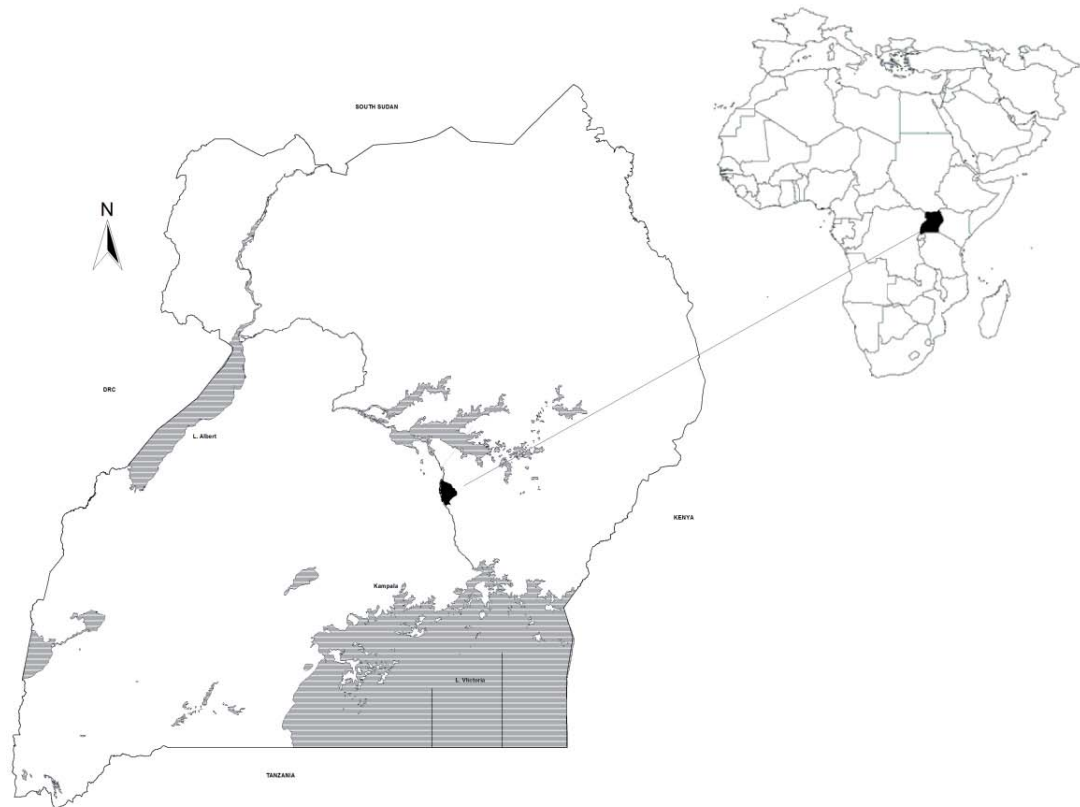 SOUTH SUDAN
N
DRC
L. Albert
KENYA
Kampala
L. Victoria
TANZANIA